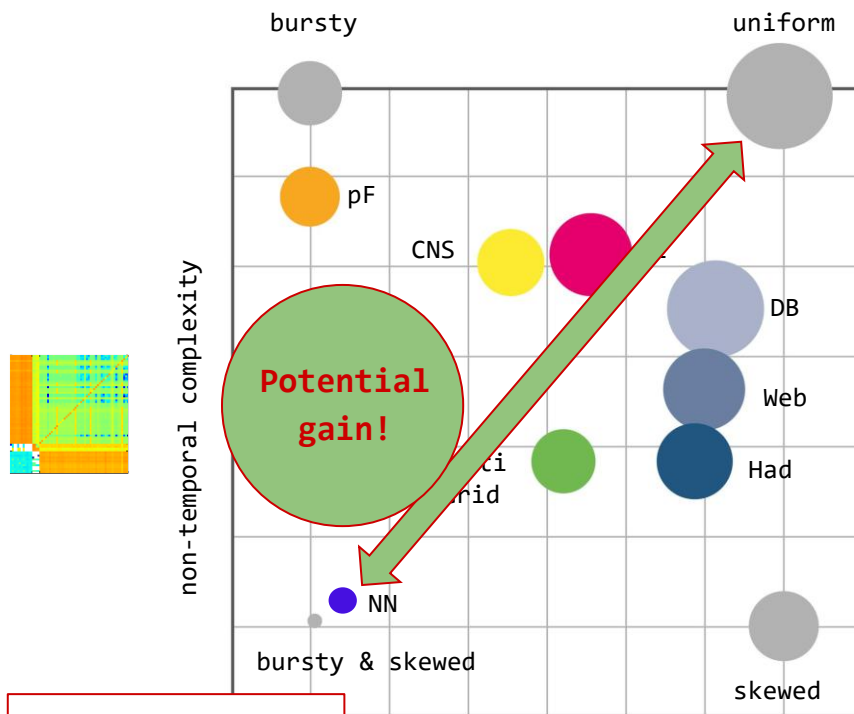 bursty
uniform
pF
CNS
DB
non-temporal complexity
Potential
gain!
Web
Had
NN
bursty & skewed
skewed